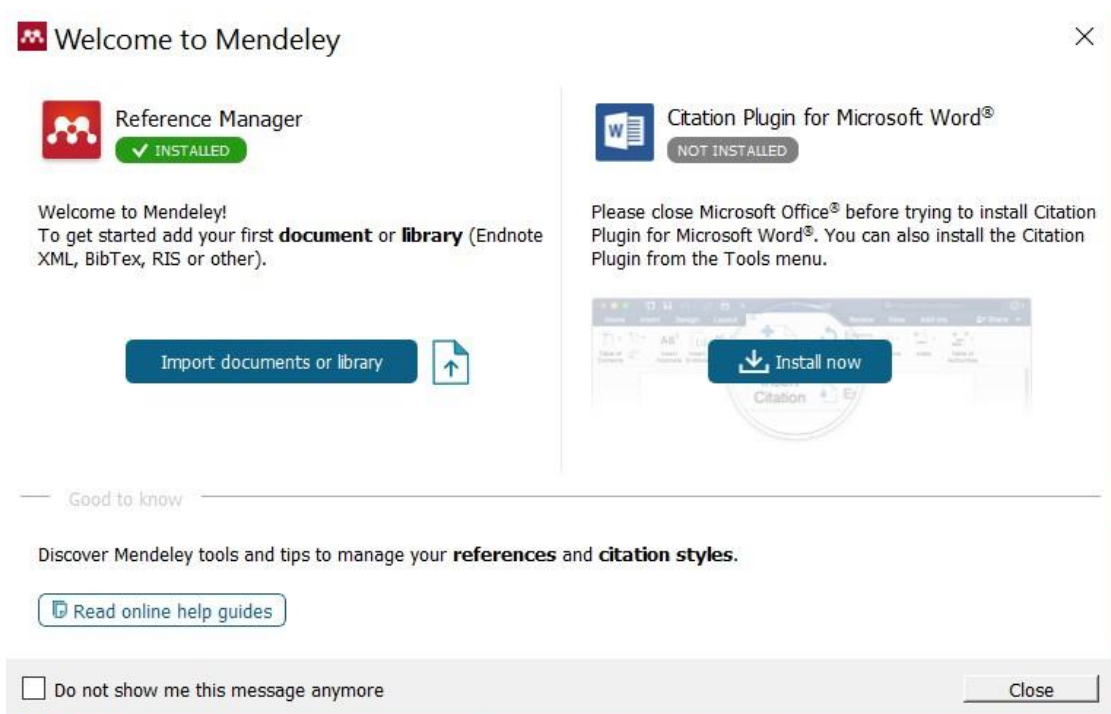 Welcome to Mendeley
Reference Manager
INSTALLED
Welcome to Mendeley!
To get started add your first document or library (Endnote
XML, BibTex, RIS or other).
Import documents or library
Citation Plugin for Microsoft Word®
W
NOT INSTALLED
Please close Microsoft Office® before trying to install Citation
Plugin for Microsoft Word®. You can also install the Citation
Plugin from the Tools menu.
Install now
Citation
Good to know
Discover Mendeley tools and tips to manage your references and citation styles.
Read online help guides
Do not show me this message anymore
Close